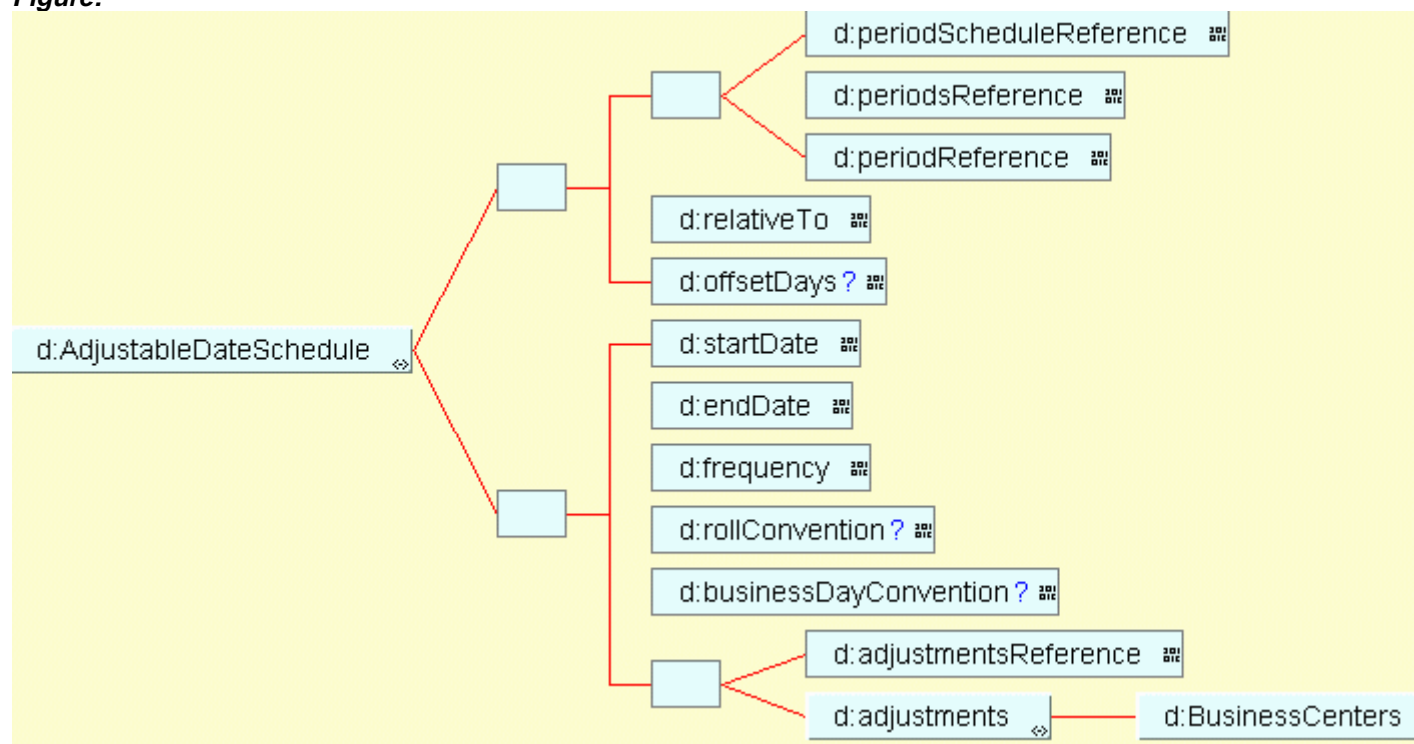 Figure:
d:periodScheduleReference
d:periodsReference
d:periodReference
d:relativeTo
d:offsetDays?
d:AdjustableDateSchedule
d:startDate
d:endDate
d:frequency
d:rollConvention?
d:businessDayConvention?
d:adjustmentsReference
d:adjustments
d:BusinessCenters